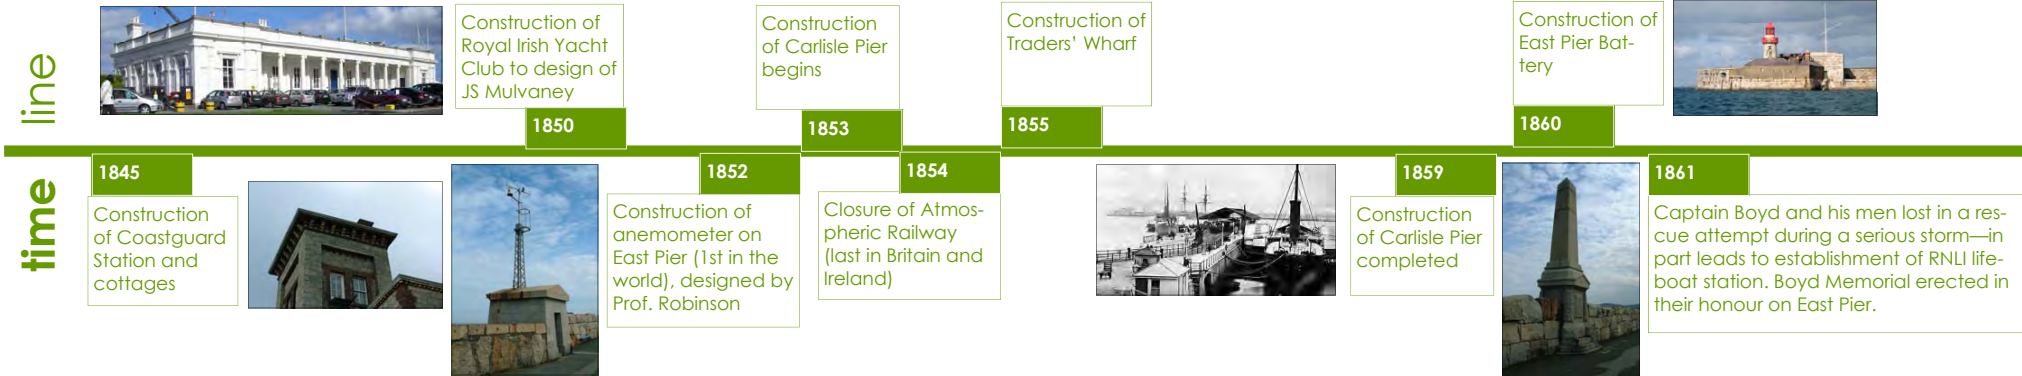 time
line
1845
Construction
of Coastguard
Station and
cottages
1850
Construction of
Royal Irish Yacht
Club to design of
JS Mulvaney
1852
Construction of
anemometer on
East Pier (1st in the
world), designed by
Prof. Robinson
1853
Construction
of Carlisle Pier
begins
1854
Closure of Atmos-
pheric Railway
(last in Britain and
Ireland)
1855
Construction of
Traders’ Wharf
1859
Construction
of Carlisle Pier
completed
1860
Construction of
East Pier Bat-
tery
1861
Captain Boyd and his men lost in a res-
cue attempt during a serious storm—in
part leads to establishment of RNLI life-
boat station. Boyd Memorial erected in
their honour on East Pier.